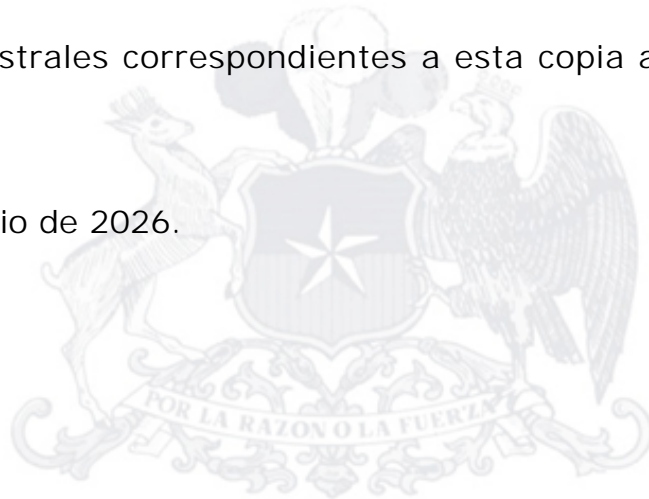 strales correspondientes a esta copia a
io de 2026.
POR LA RAZON O LA FUERZA